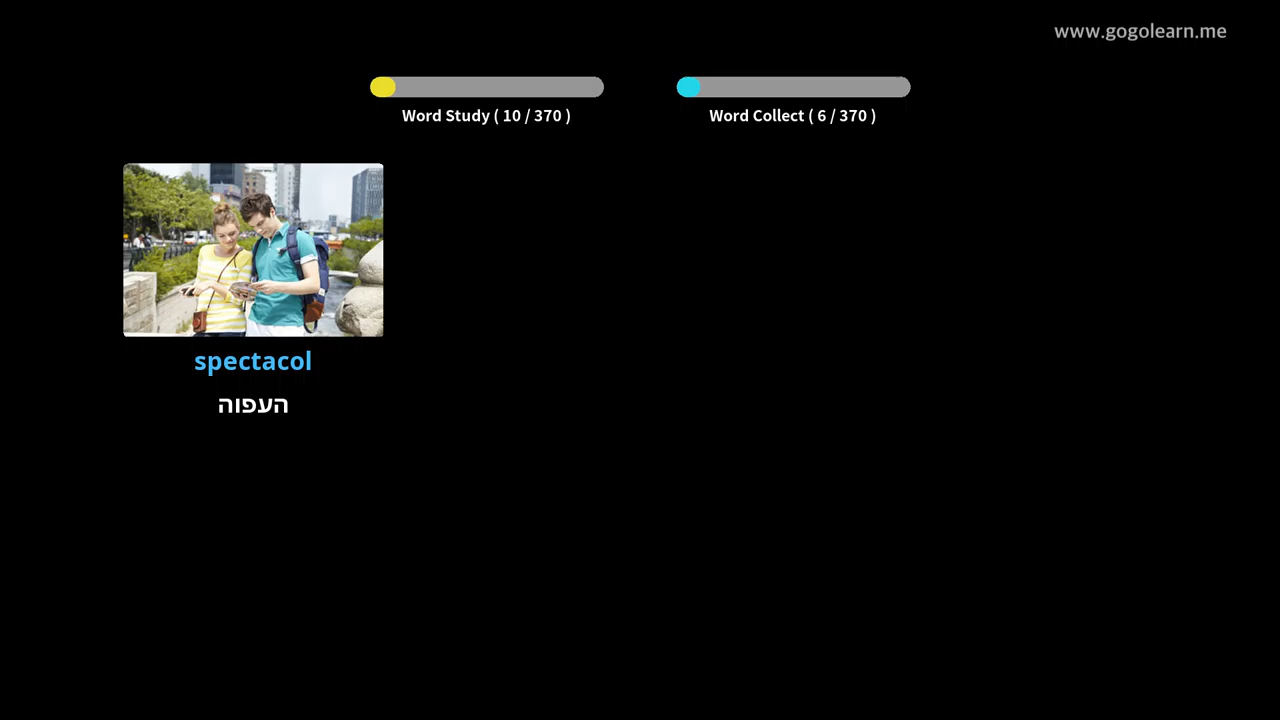 www.gogolearn.me
Word Study ( 10 / 370 )
Word Collect ( 6 / 370 )
spectacol
העפוה